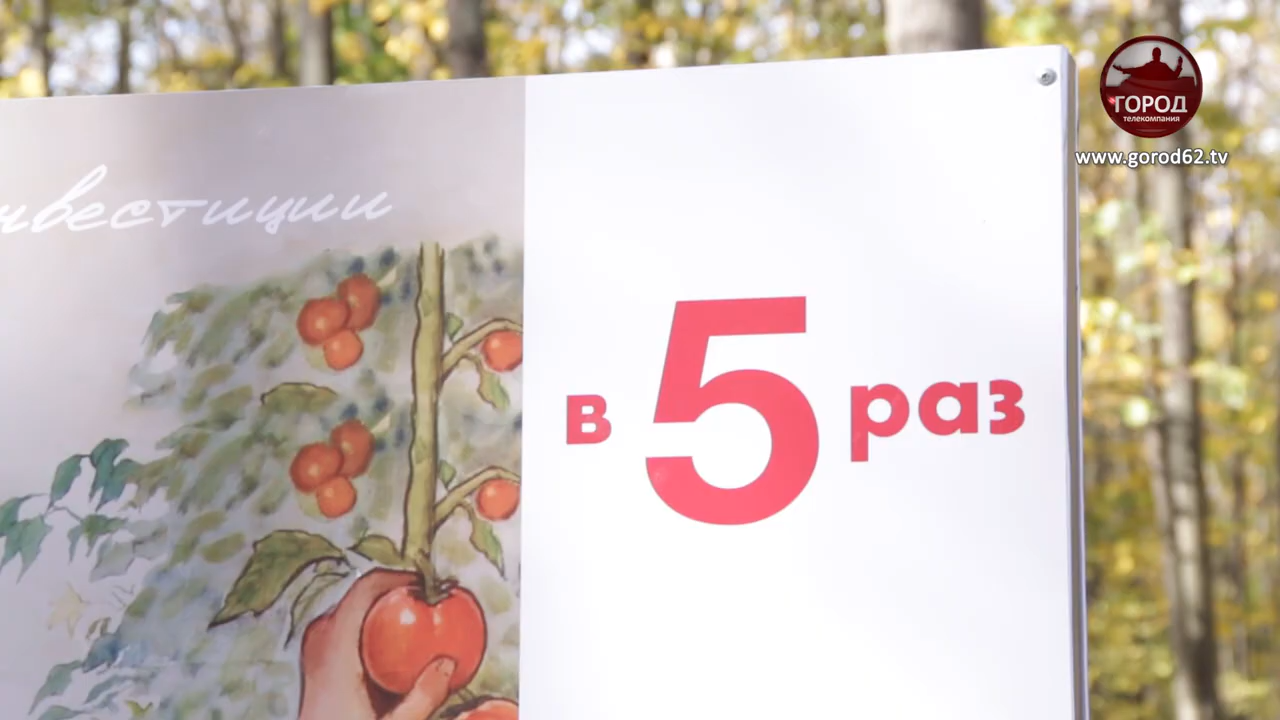 ГОРОД
телекомпания
www.gorod62.tv
нвестиции
в 5 раз